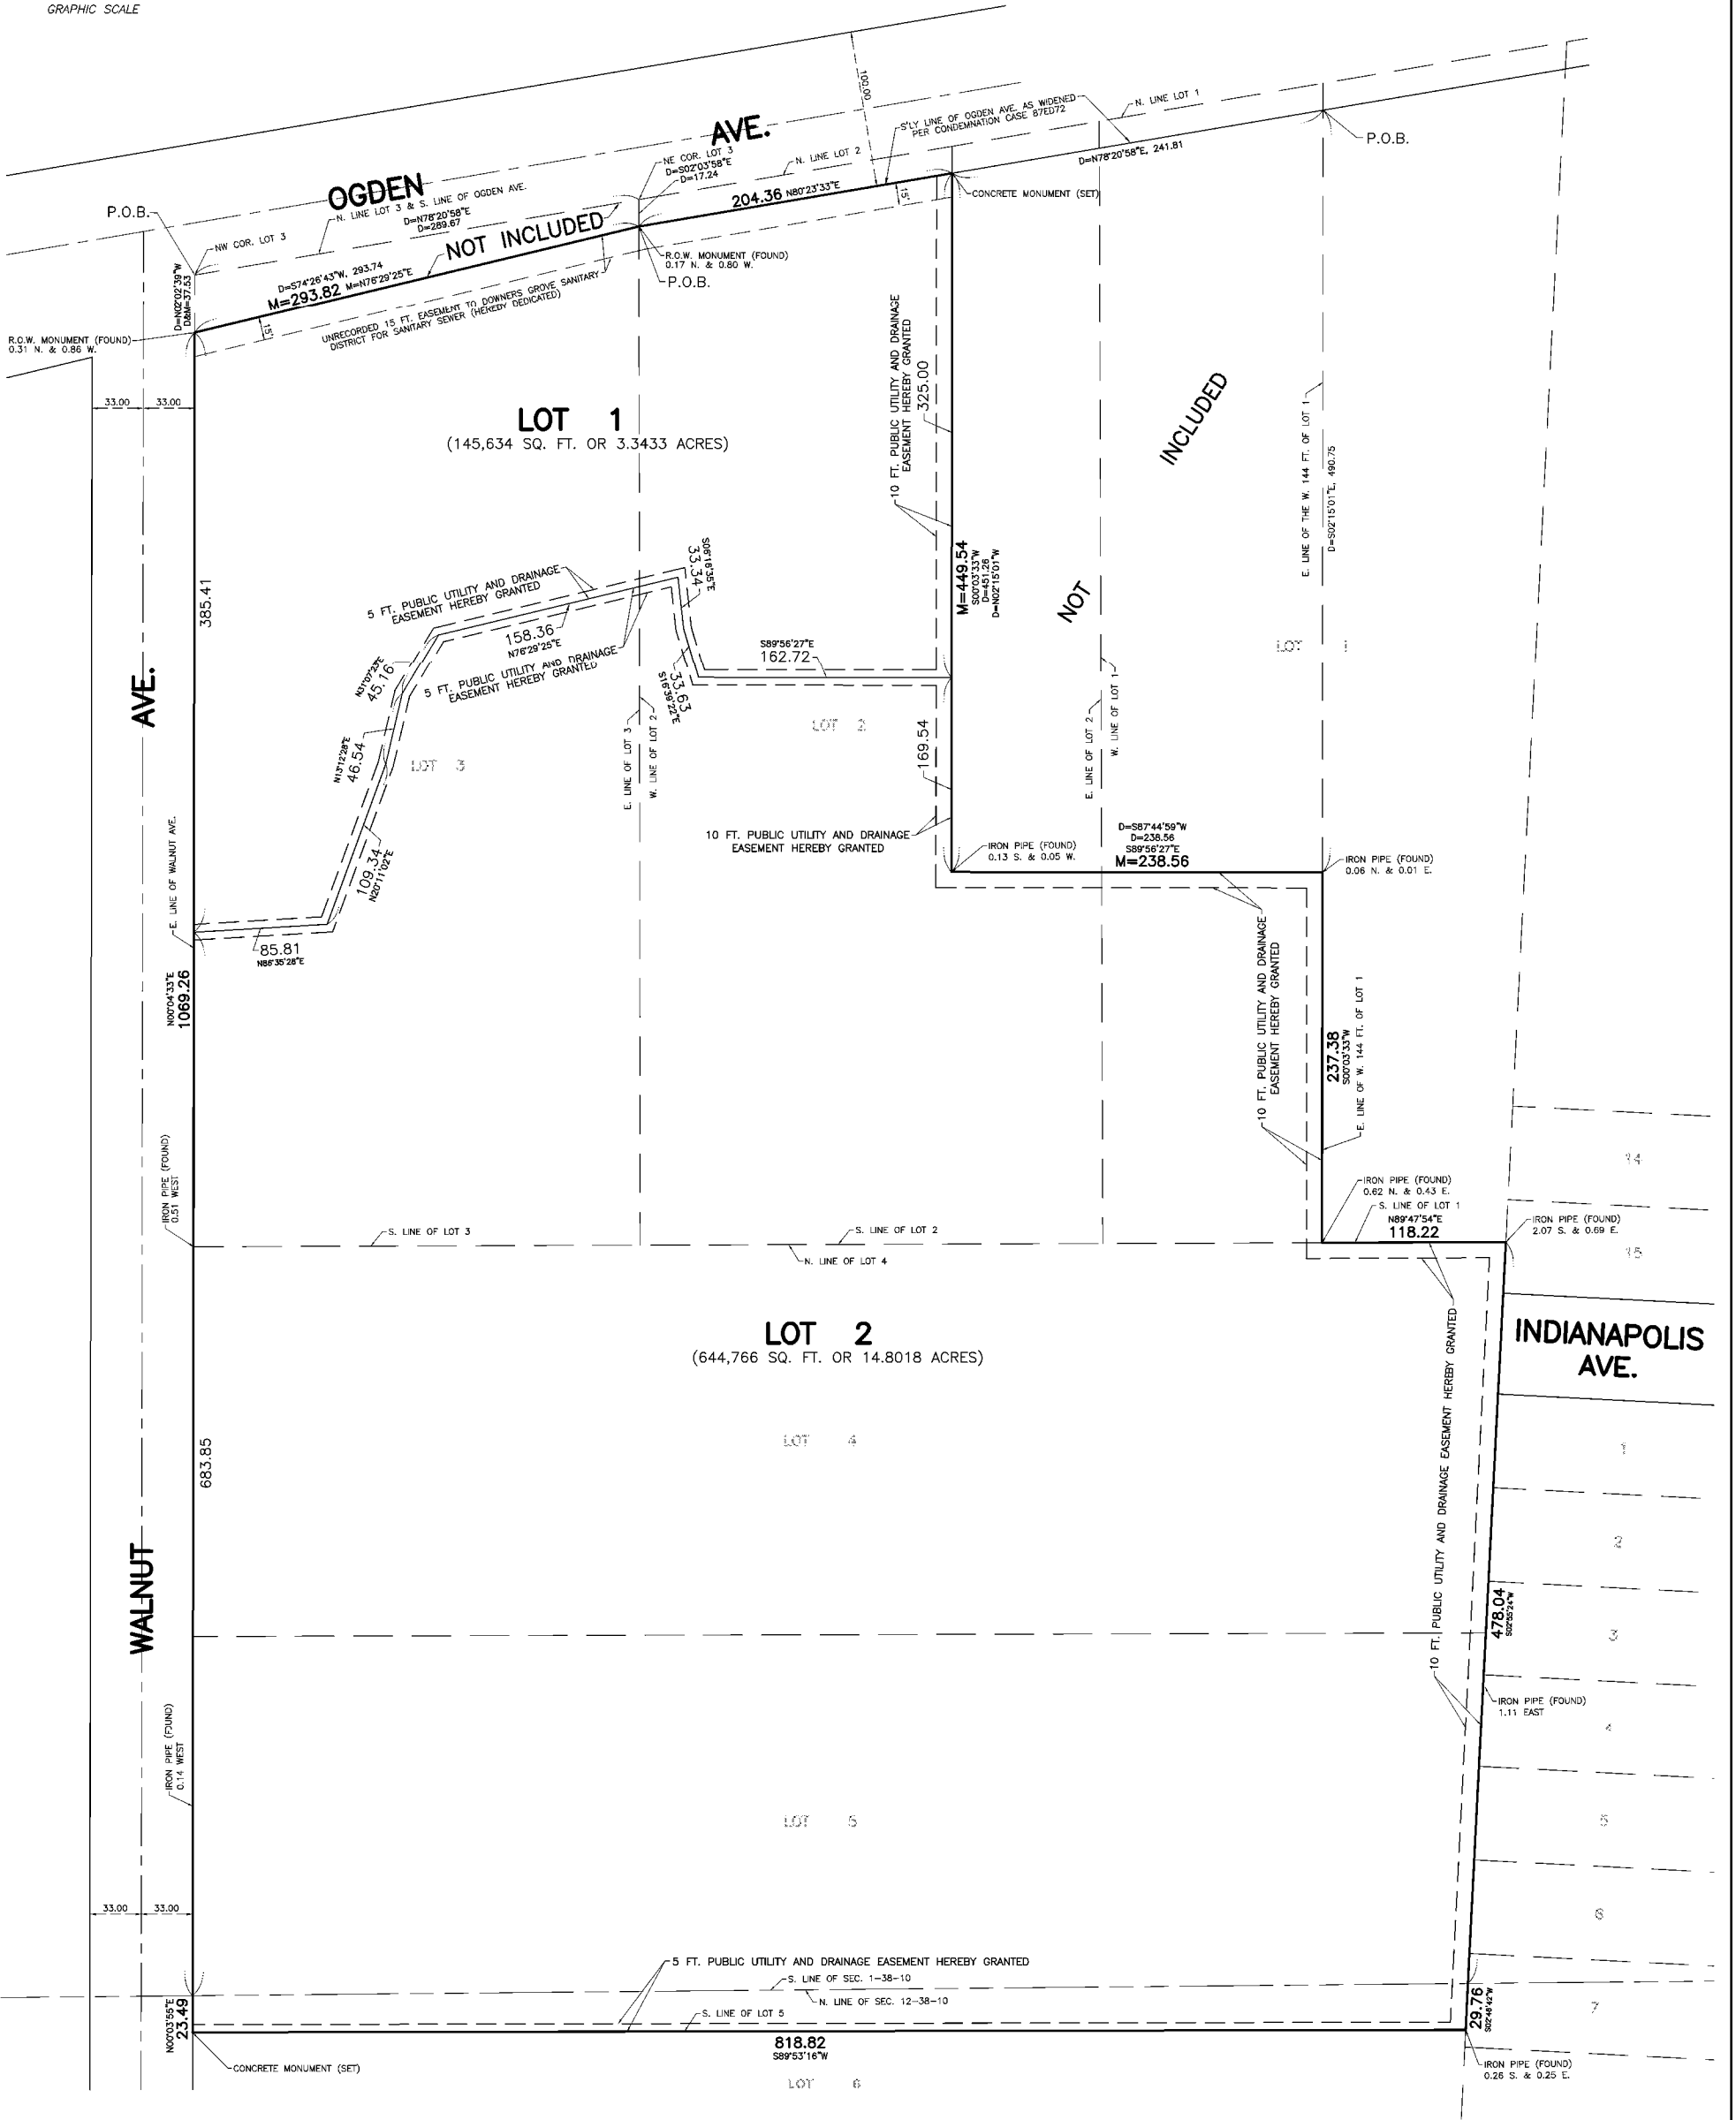 GRAPHIC SCALE
OGDEN
AVE.
100.00
S'LY LINE OF OGDEN AVE. AS WIDENED
PER CONDEMNATION CASE 87ED72
N. LINE LOT 1
P.O.B.
D=N78°20'58"E, 241.81
NE COR. LOT 3
D=S02°03'58"E
D=17.24
N. LINE LOT 2
204.36 N80°23'33"E
15'
CONCRETE MONUMENT (SET)
P.O.B.
N. LINE LOT 3 & S. LINE OF OGDEN AVE.
D=N78°20'58"E
D=289.67
NOT INCLUDED
NW COR. LOT 3
D=N02°02'39"W
D&M=37.53
D=S74°26'43"W, 293.74
M=293.82 M=N76°29'25"E
R.O.W. MONUMENT (FOUND)
0.17 N. & 0.80 W.
P.O.B.
R.O.W. MONUMENT (FOUND)
0.31 N. & 0.86 W.
15'
UNRECORDED 15 FT. EASEMENT TO DOWNERS GROVE SANITARY
DISTRICT FOR SANITARY SEWER (HEREBY DEDICATED)
33.00
33.00
LOT 1
(145,634 SQ. FT. OR 3.3433 ACRES)
10 FT. PUBLIC UTILITY AND DRAINAGE
EASEMENT HEREBY GRANTED
325.00
M=449.54
S00°03'33"W
D=451.26
D=N02°15'01"W
NOT
INCLUDED
E. LINE OF THE W. 144 FT. OF LOT 1
D=S02°15'01"E, 490.75
LOT 1
385.41
5 FT. PUBLIC UTILITY AND DRAINAGE
EASEMENT HEREBY GRANTED
158.36
N76°29'25"E
5 FT. PUBLIC UTILITY AND DRAINAGE
EASEMENT HEREBY GRANTED
S06°16'35"E
33.34
33.63
S16°39'22"E
S89°56'27"E
162.72
N31°07'23"E
45.16
N13°12'28"E
46.54
109.34
N20°11'02"E
85.81
N86°35'28"E
LOT 3
LOT 2
E. LINE OF LOT 3
W. LINE OF LOT 2
169.54
E. LINE OF LOT 2
W. LINE OF LOT 1
10 FT. PUBLIC UTILITY AND DRAINAGE
EASEMENT HEREBY GRANTED
IRON PIPE (FOUND)
0.13 S. & 0.05 W.
D=S87°44'59"W
D=238.56
S89°56'27"E
M=238.56
IRON PIPE (FOUND)
0.06 N. & 0.01 E.
AVE.
E. LINE OF WALNUT AVE.
N00°04'33"E
1069.26
10 FT. PUBLIC UTILITY AND DRAINAGE
EASEMENT HEREBY GRANTED
237.38
S00°03'33"W
E. LINE OF W. 144 FT. OF LOT 1
IRON PIPE (FOUND)
0.51 WEST
S. LINE OF LOT 3
S. LINE OF LOT 2
N. LINE OF LOT 4
IRON PIPE (FOUND)
0.62 N. & 0.43 E.
S. LINE OF LOT 1
N89°47'54"E
118.22
IRON PIPE (FOUND)
2.07 S. & 0.69 E.
LOT 2
(644,766 SQ. FT. OR 14.8018 ACRES)
INDIANAPOLIS
AVE.
10 FT. PUBLIC UTILITY AND DRAINAGE EASEMENT HEREBY GRANTED
LOT 4
683.85
1
2
3
4
5
6
7
478.04
S02°55'24"W
IRON PIPE (FOUND)
1.11 EAST
WALNUT
IRON PIPE (FOUND)
0.14 WEST
LOT 5
33.00
33.00
5 FT. PUBLIC UTILITY AND DRAINAGE EASEMENT HEREBY GRANTED
S. LINE OF SEC. 1-38-10
N. LINE OF SEC. 12-38-10
S. LINE OF LOT 5
N00°03'55"E
23.49
818.82
S89°53'16"W
29.76
S02°46'42"W
CONCRETE MONUMENT (SET)
IRON PIPE (FOUND)
0.26 S. & 0.25 E.
LOT 6